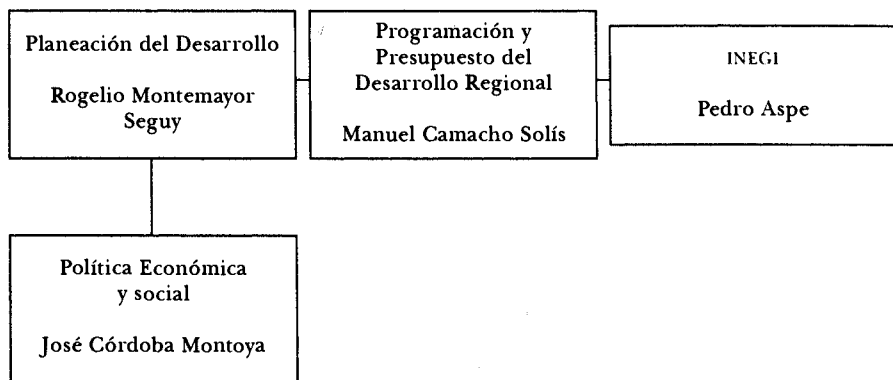 Planeación del Desarrollo
Rogelio Montemayor
Seguy
Programación y
Presupuesto del
Desarrollo Regional
Manuel Camacho Solís
INEGI
Pedro Aspe
Política Económica
y social
José Córdoba Montoya